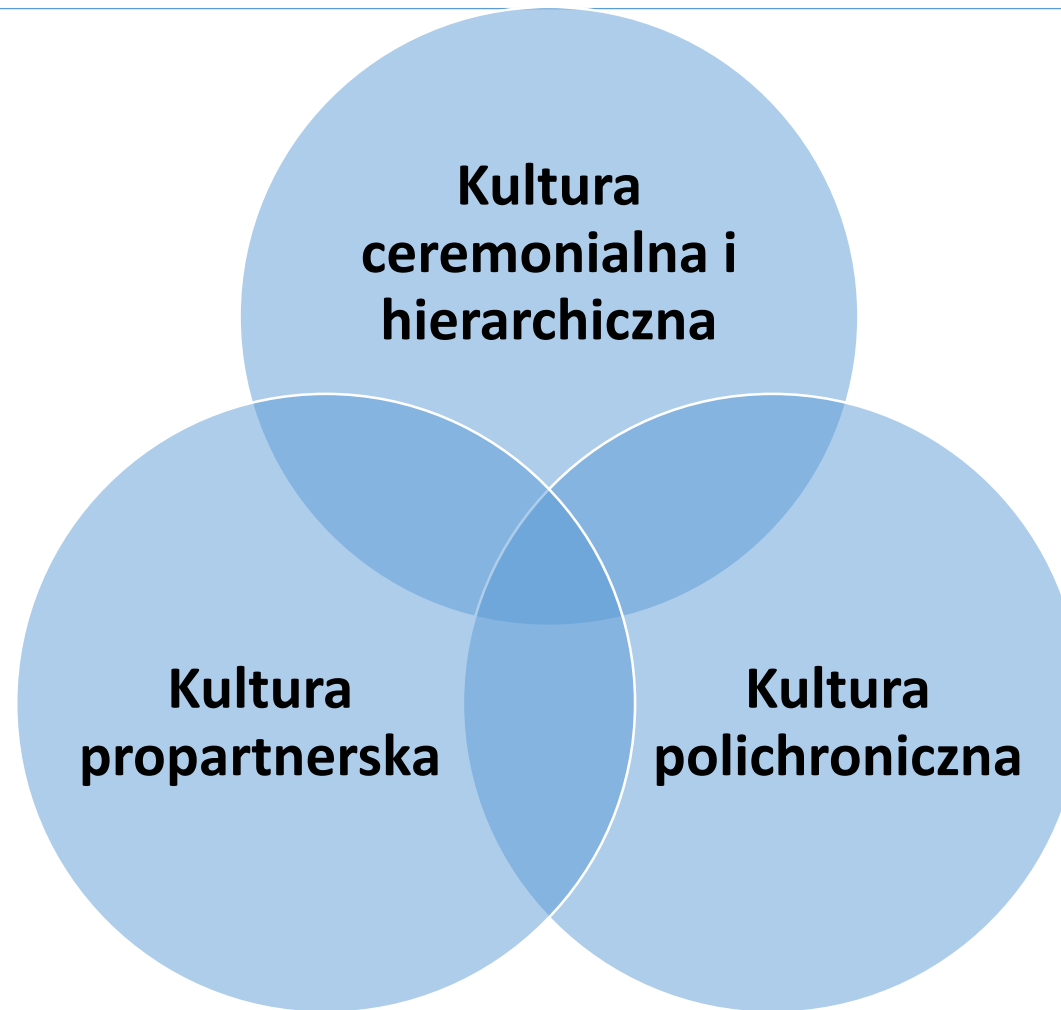 Kultura
ceremonialna i
hierarchiczna
Kultura
propartnerska
Kultura
polichroniczna